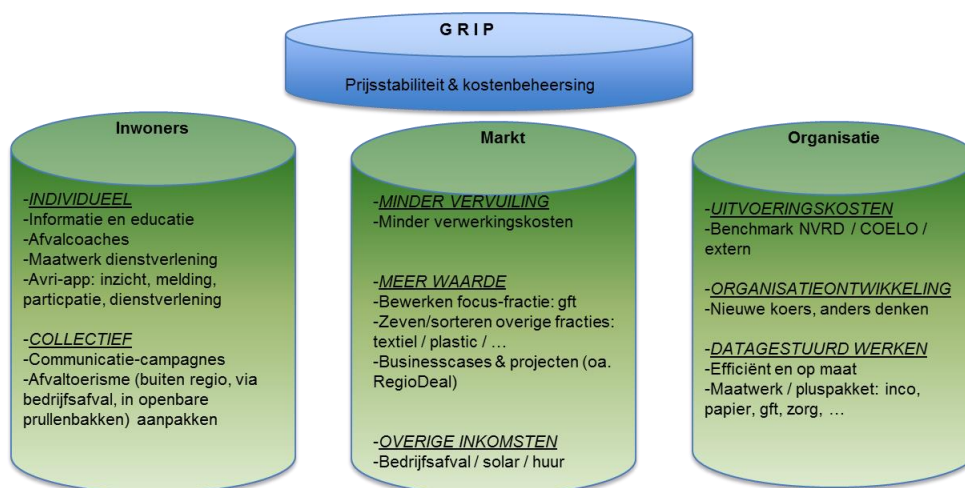 G R I P
Prijsstabiliteit & kostenbeheersing
Inwoners
-INDIVIDUEEL
-Informatie en educatie
-Afvalcoaches
-Maatwerk dienstverlening
-Avri-app: inzicht, melding,
particpatie, dienstverlening
-COLLECTIEF
-Communicatie-campagnes
-Afvaltoerisme (buiten regio, via
bedrijfsafval, in openbare
prullenbakken) aanpakken
Markt
-MINDER VERVUILING
-Minder verwerkingskosten
-MEER WAARDE
-Bewerken focus-fractie: gft
-Zeven/sorteren overige fracties:
textiel / plastic / ...
-Businesscases & projecten (oa.
RegioDeal)
-OVERIGE INKOMSTEN
-Bedrijfsafval / solar / huur
Organisatie
-UITVOERINGSKOSTEN
-Benchmark NVRD / COELO /
extern
-ORGANISATIEONTWIKKELING
-Nieuwe koers, anders denken
-DATAGESTUURD WERKEN
-Efficiënt en op maat
-Maatwerk / pluspakket: inco,
papier, gft, zorg, ...